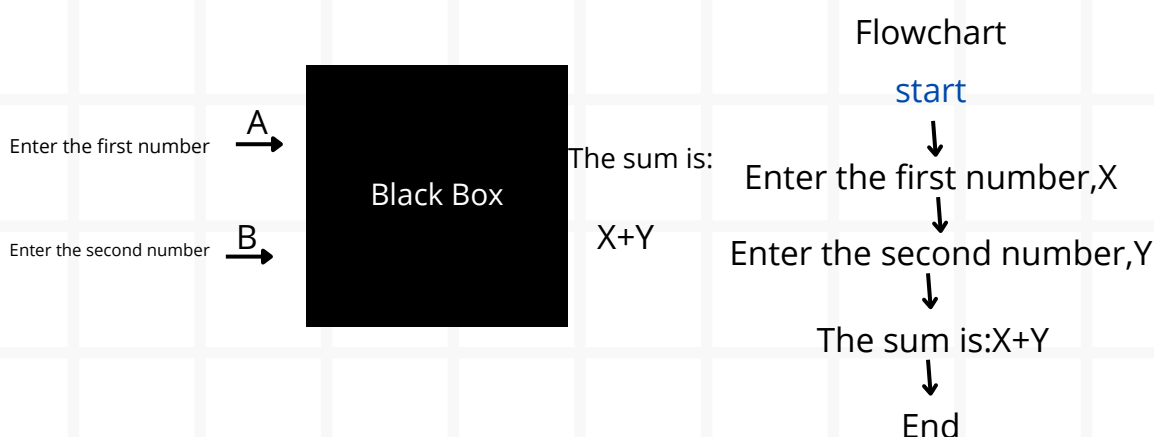 A
Enter the first number
B
Enter the second number
Black Box
The sum is:
X+Y
Flowchart
start
Enter the first number,X
Enter the second number,Y
The sum is:X+Y
End